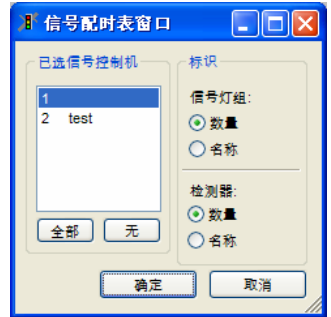 信号配时表窗口
已选信号控制机
1
2 test
全部
无
标识
信号灯组:
数量
名称
检测器:
数量
名称
确定
取消